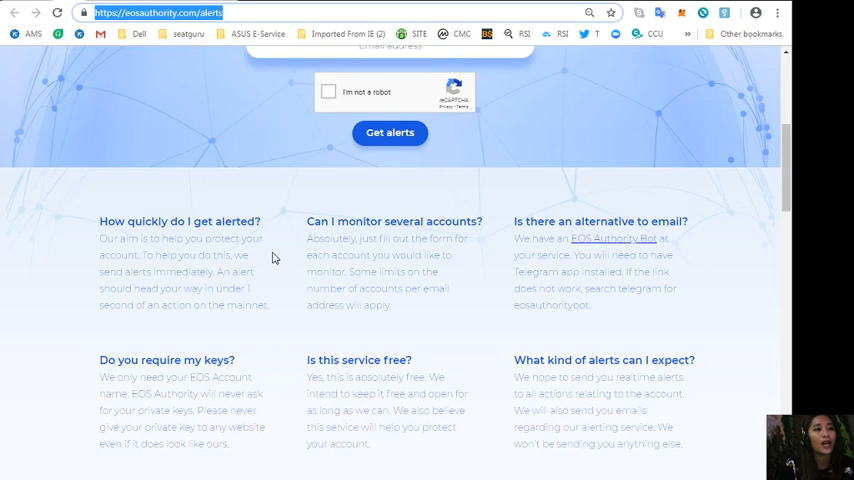 https://eosauthority.com/alerts
AMS
Dell
seatguru
ASUS E-Service
Imported From IE (2)
SITE
CMC
RSI
RSI
T
CCU
»
Other bookmarks
Email address
I'm not a robot
reCAPTCHA
Privacy - Terms
Get alerts
How quickly do I get alerted?
Our aim is to help you protect your
account. To help you do this, we
send alerts immediately. An alert
should head your way in under 1
second of an action on the mainnet.
Can I monitor several accounts?
Absolutely, just fill out the form for
each account you would like to
monitor. Some limits on the
number of accounts per email
address will apply.
Is there an alternative to email?
We have an EOS Authority Bot at
your service. You will need to have
Telegram app installed. If the link
does not work, search telegram for
eosauthoritybot.
Do you require my keys?
We only need your EOS Account
name. EOS Authority will never ask
for your private keys. Please never
give your private key to any website
even if it does look like ours.
Is this service free?
Yes, this is absolutely free. We
intend to keep it free and open for
as long as we can. We also believe
this service will help you protect
your account.
What kind of alerts can I expect?
We hope to send you realtime alerts
to all actions relating to the account.
We will also send you emails
regarding our alerting service. We
won't be sending you anything else.